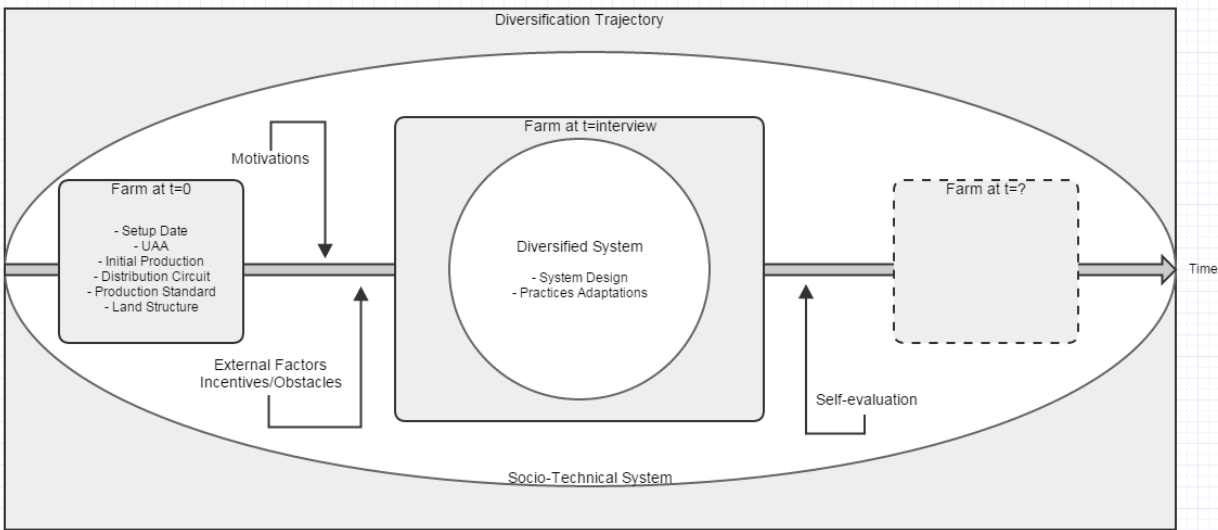 Diversification Trajectory
Motivations
Farm at t=0
- Setup Date
- UAA
- Initial Production
- Distribution Circuit
- Production Standard
- Land Structure
External Factors
Incentives/Obstacles
Farm at t=interview
Diversified System
- System Design
- Practices Adaptations
Farm at t=?
Self-evaluation
Time
Socio-Technical System